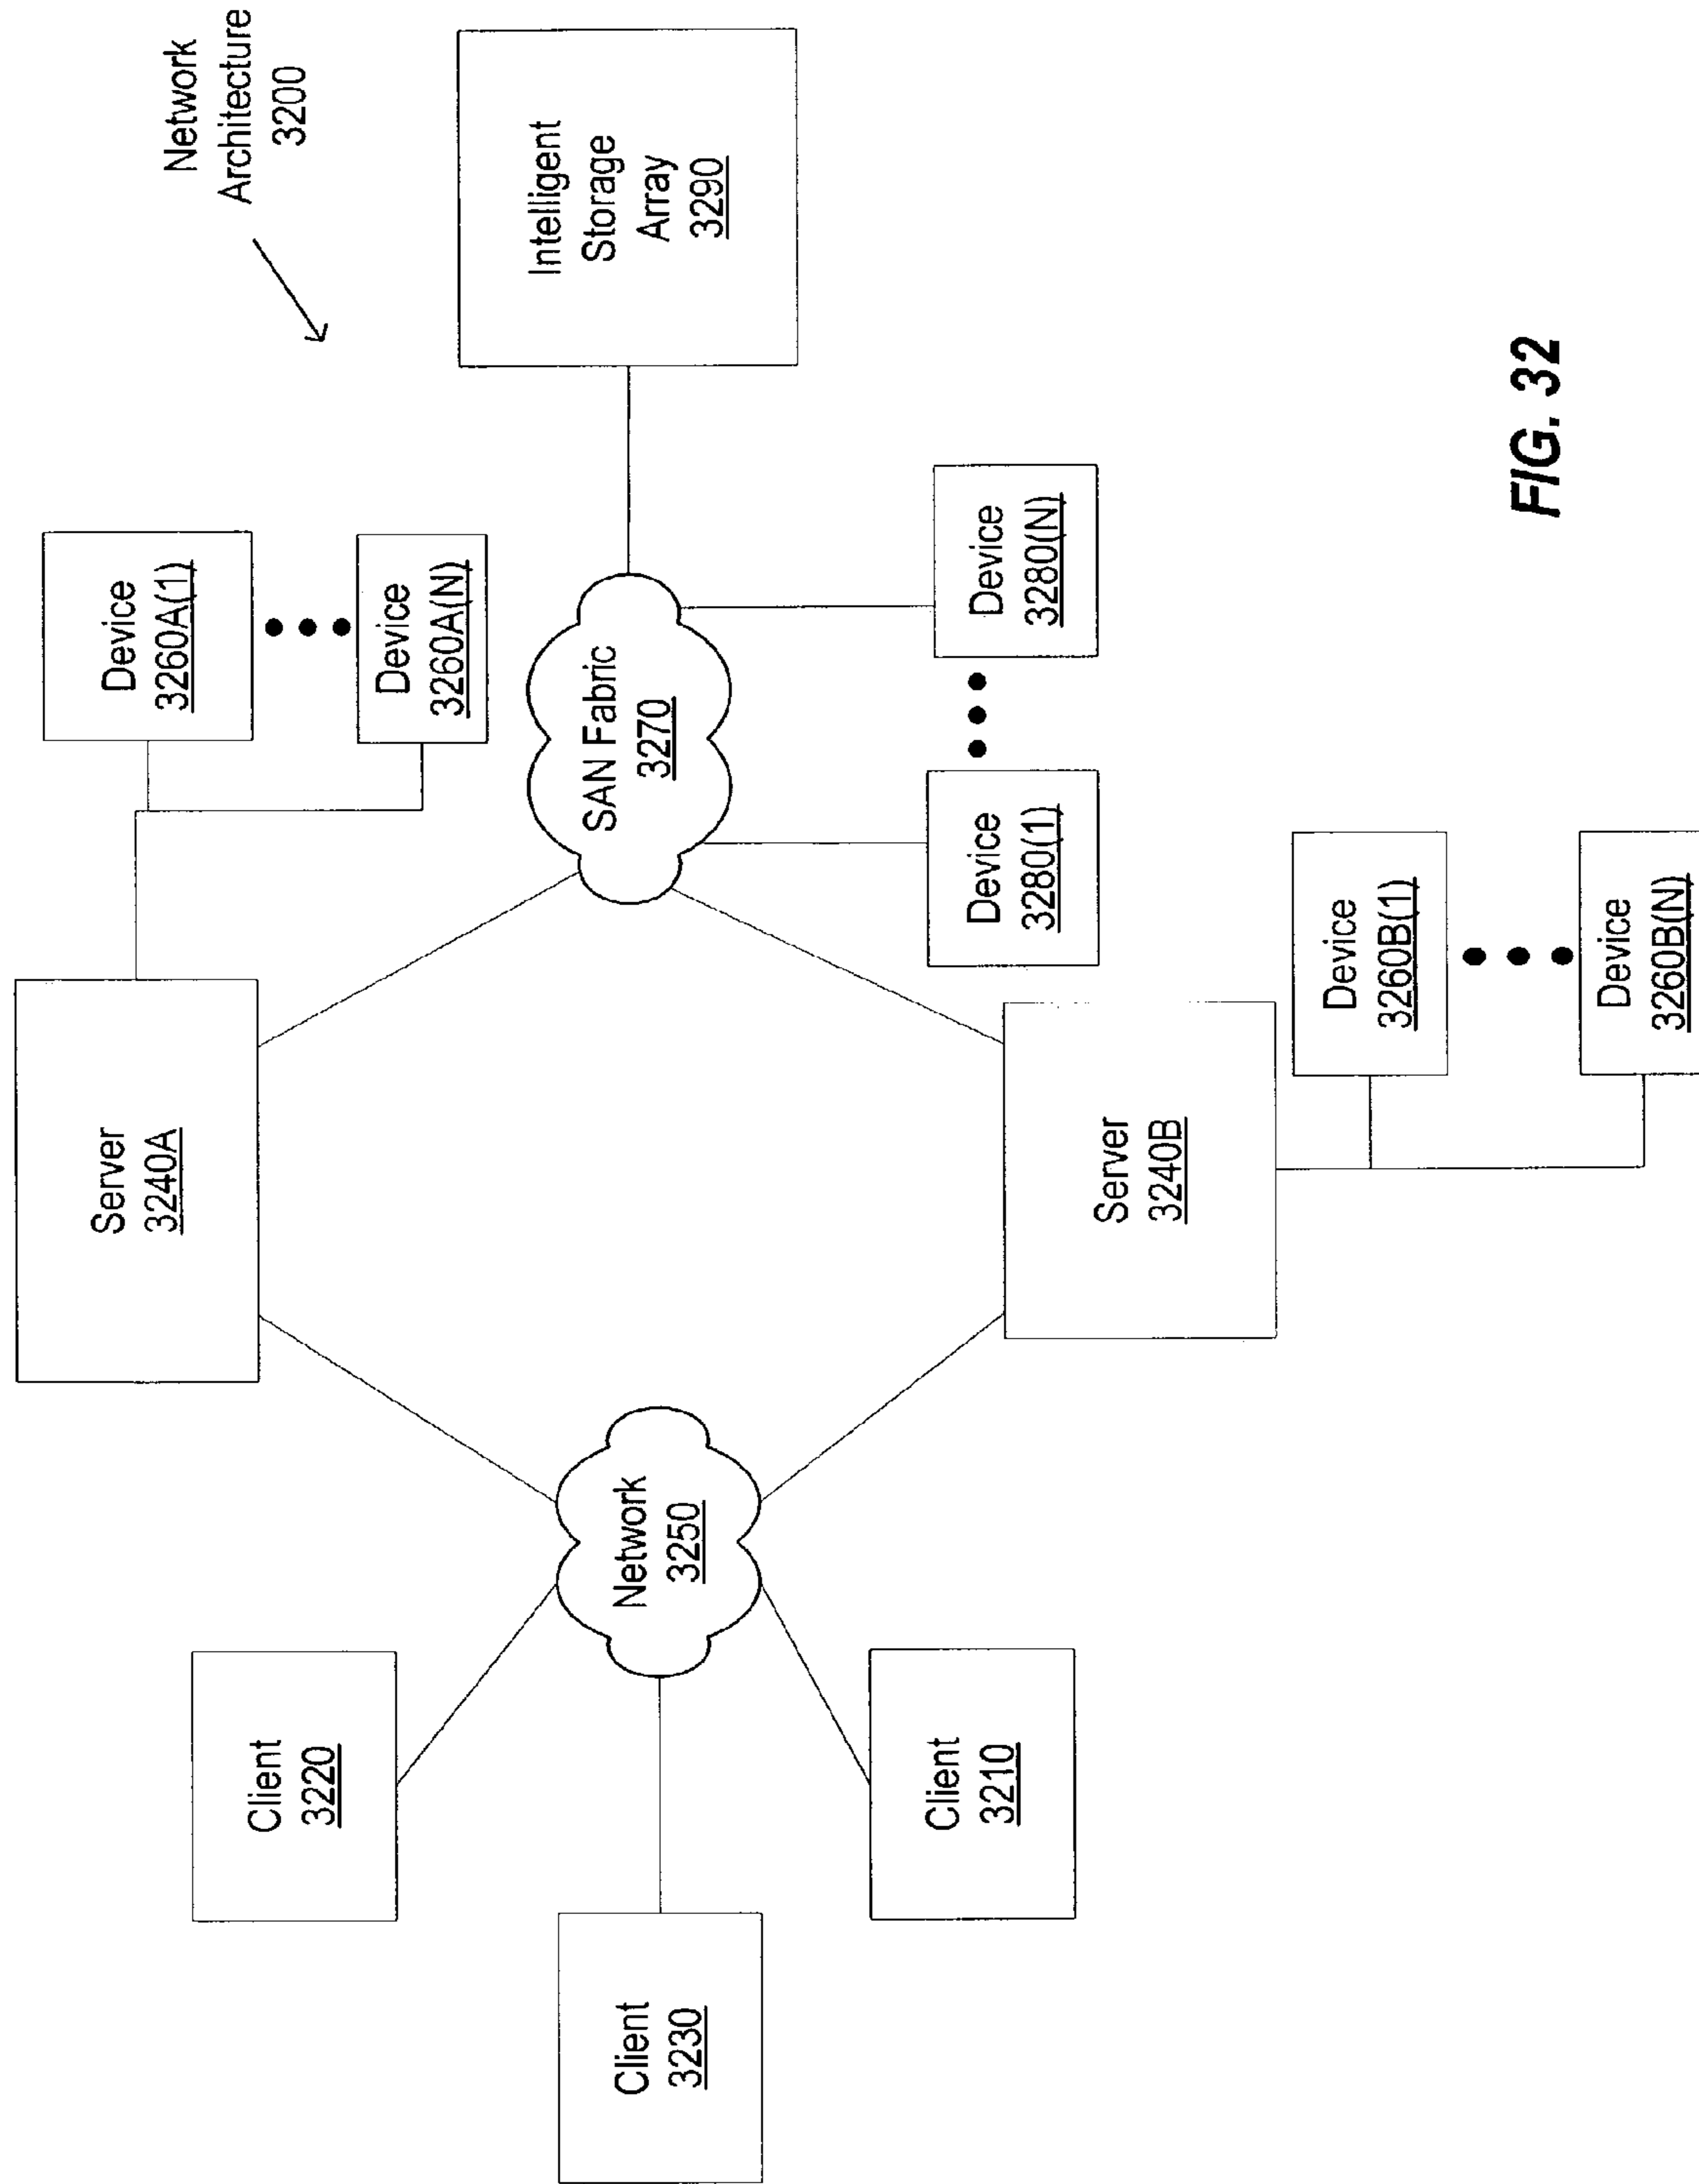 Network
Architecture
3200
Device
3260A(1)
Device
3260A(N)
Intelligent
Storage
Array
3290
Server
3240A
SAN Fabric
3270
Client
3220
Network
3250
Client
3230
Device
3280(1)
Device
3280(N)
Client
3210
Server
3240B
Device
3260B(1)
Device
3260B(N)
FIG. 32